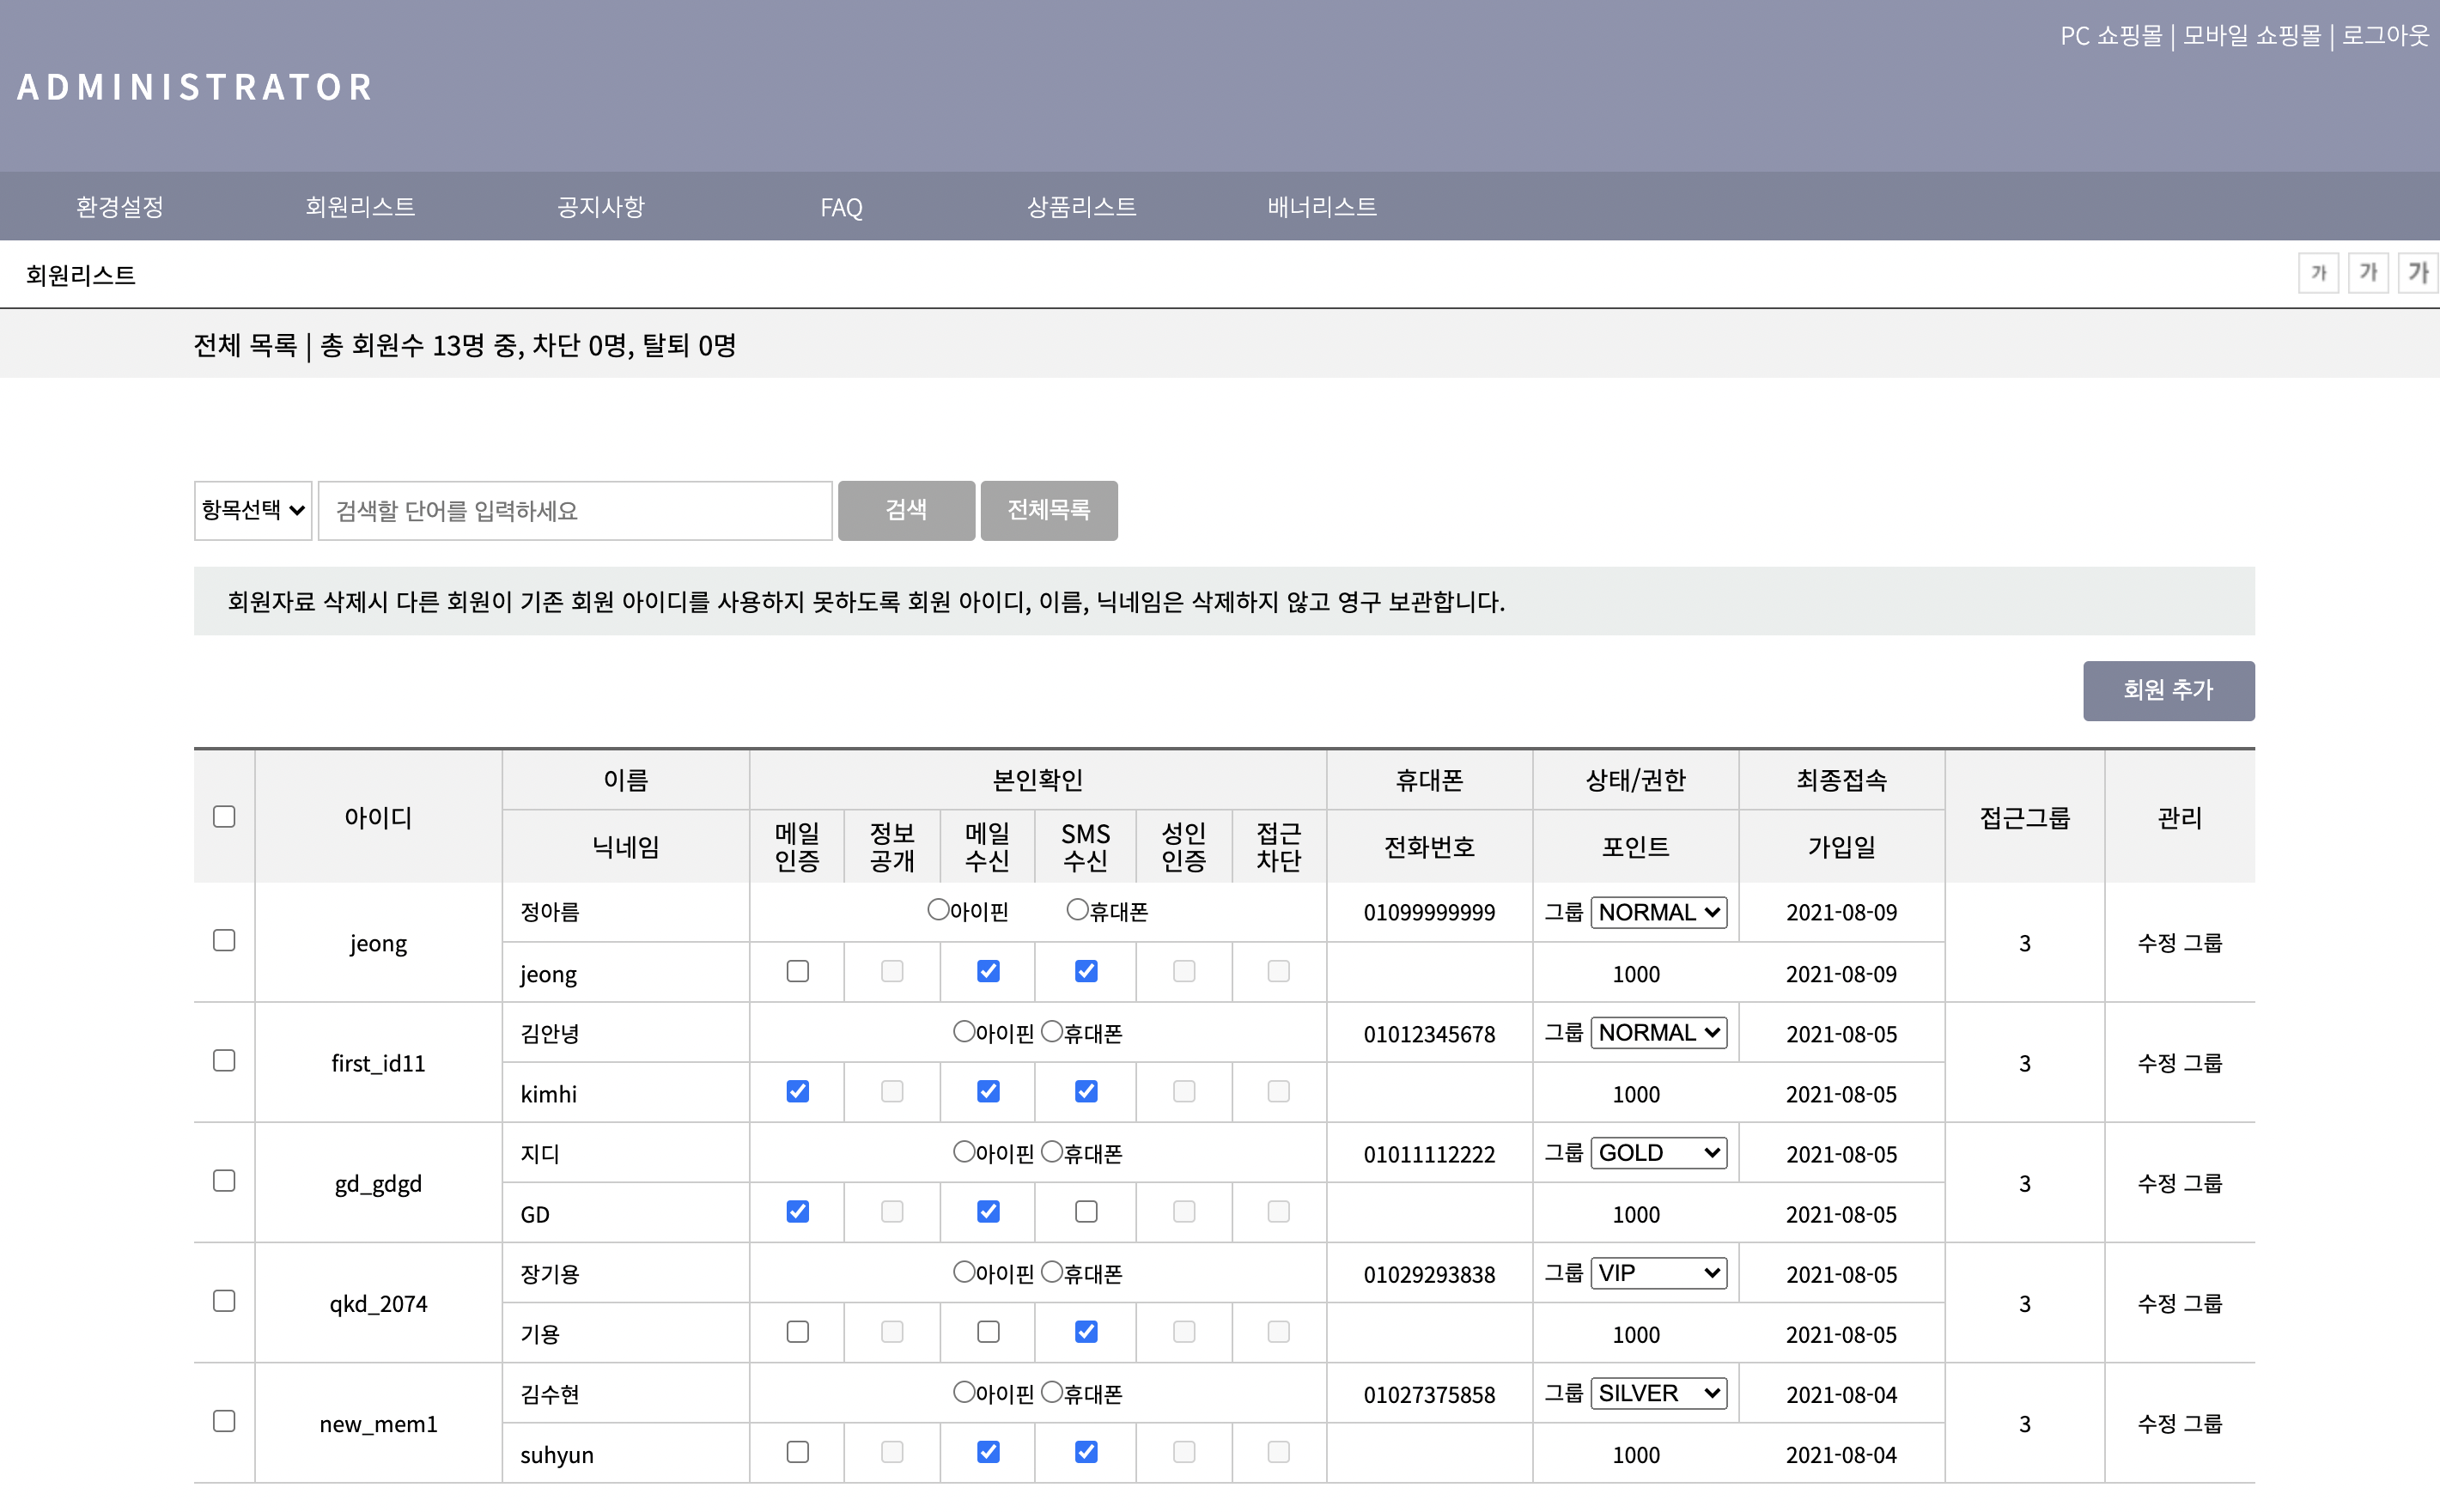 PC 쇼핑몰 | 모바일 쇼핑몰 | 로그아웃
ADMINISTRATOR
환경설정 회원리스트 공지사항 FAQ 상품리스트 배너리스트
회원리스트 가 가 가
전체 목록 | 총 회원수 13명 중, 차단 0명, 탈퇴 0명
항목선택 검색할 단어를 입력하세요 검색 전체목록
회원자료 삭제시 다른 회원이 기존 회원 아이디를 사용하지 못하도록 회원 아이디, 이름, 닉네임은 삭제하지 않고 영구 보관합니다.
회원 추가
아이디 이름 본인확인 휴대폰 상태/권한 최종접속 접근그룹 관리
닉네임 메일 인증 정보 공개 메일 수신 SMS 수신 성인 인증 접근 차단 전화번호 포인트 가입일
jeong 정아름 아이핀 휴대폰 01099999999 그룹 NORMAL 2021-08-09 3 수정 그룹
jeong 1000 2021-08-09
first_id11 김안녕 아이핀 휴대폰 01012345678 그룹 NORMAL 2021-08-05 3 수정 그룹
kimhi 1000 2021-08-05
gd_gdgd 지디 아이핀 휴대폰 01011112222 그룹 GOLD 2021-08-05 3 수정 그룹
GD 1000 2021-08-05
qkd_2074 장기용 아이핀 휴대폰 01029293838 그룹 VIP 2021-08-05 3 수정 그룹
기용 1000 2021-08-05
new_mem1 김수현 아이핀 휴대폰 01027375858 그룹 SILVER 2021-08-04 3 수정 그룹
suhyun 1000 2021-08-04